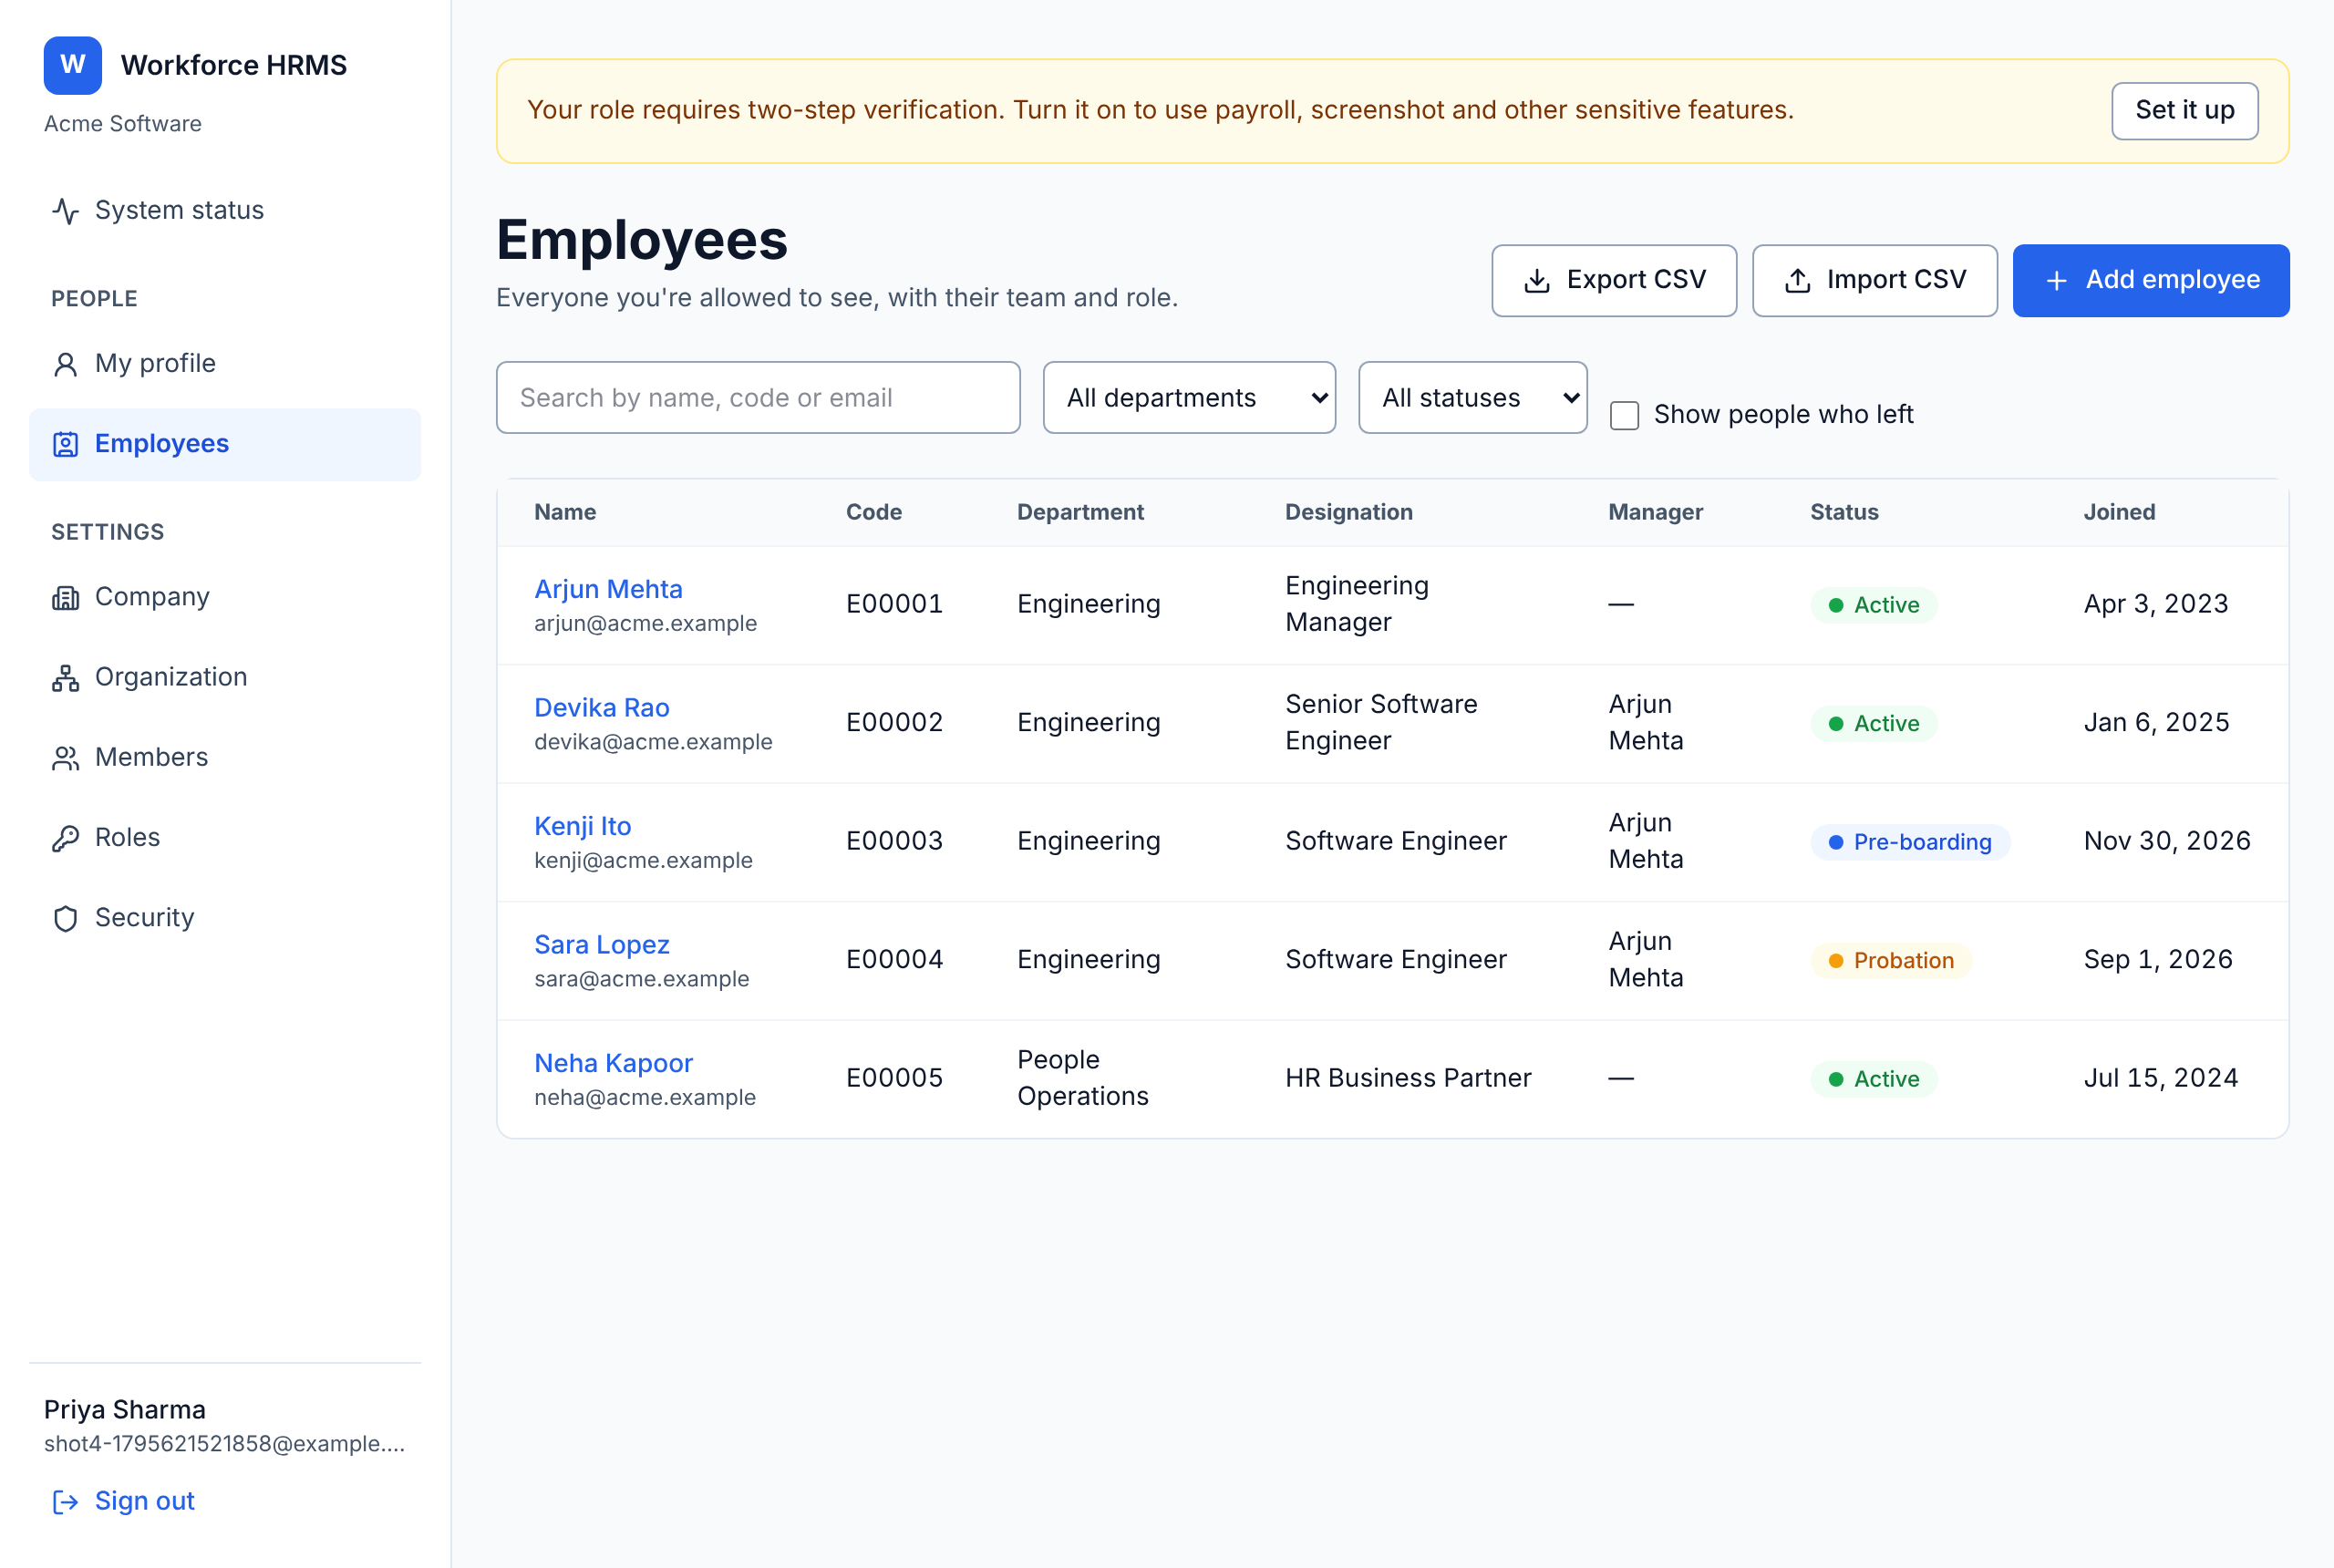 W
Workforce HRMS
Acme Software
System status
PEOPLE
My profile
Employees
SETTINGS
Company
Organization
Members
Roles
Security
Priya Sharma
shot4-1795621521858@example....
Sign out
Your role requires two-step verification. Turn it on to use payroll, screenshot and other sensitive features.
Set it up
Employees
Everyone you're allowed to see, with their team and role.
Export CSV
Import CSV
Add employee
Search by name, code or email
All departments
All statuses
Show people who left
Name Code Department Designation Manager Status Joined
Arjun Mehta
arjun@acme.example
E00001
Engineering
Engineering
Manager
—
Active
Apr 3, 2023
Devika Rao
devika@acme.example
E00002
Engineering
Senior Software
Engineer
Arjun
Mehta
Active
Jan 6, 2025
Kenji Ito
kenji@acme.example
E00003
Engineering
Software Engineer
Arjun
Mehta
Pre-boarding
Nov 30, 2026
Sara Lopez
sara@acme.example
E00004
Engineering
Software Engineer
Arjun
Mehta
Probation
Sep 1, 2026
Neha Kapoor
neha@acme.example
E00005
People
Operations
HR Business Partner
—
Active
Jul 15, 2024